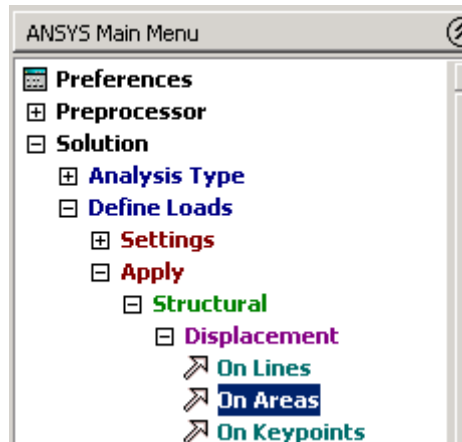 ANSYS Main Menu
Preferences
Preprocessor
Solution
Analysis Type
Define Loads
Settings
Apply
Structural
Displacement
On Lines
On Areas
On Keypoints